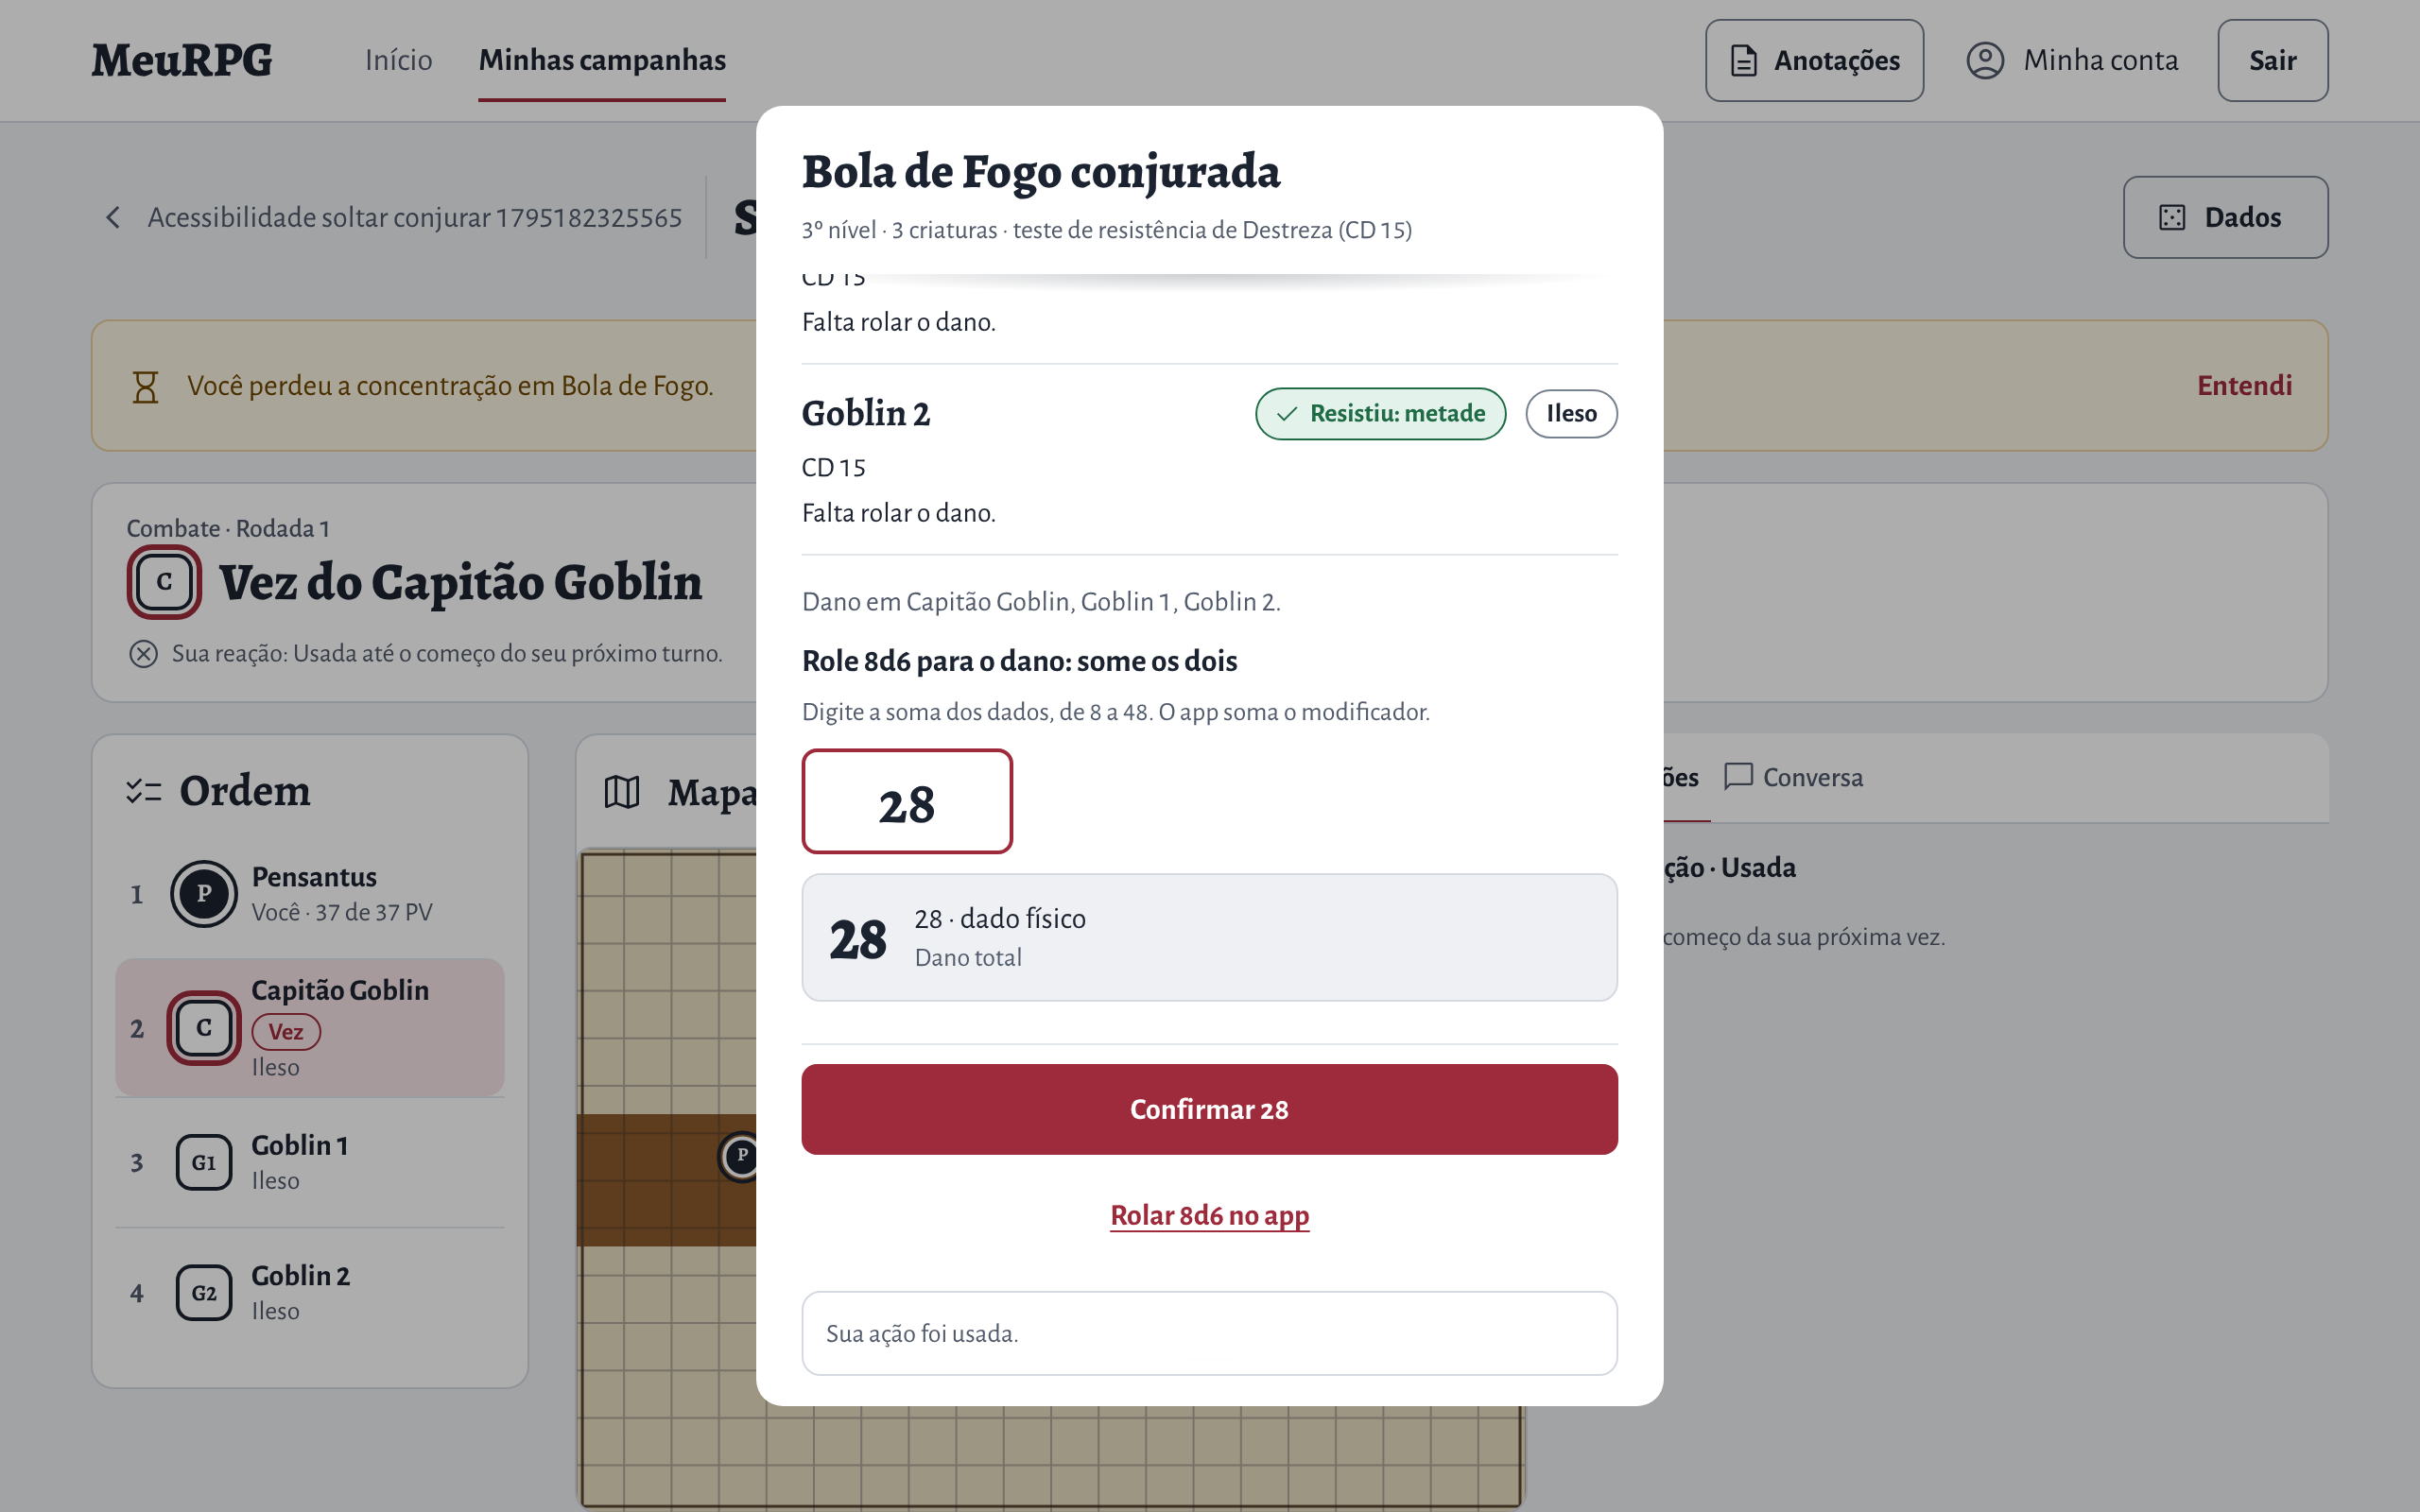 MeuRPG
Início
Minhas campanhas
Anotações
Minha conta
Sair
Acessibilidade soltar conjurar 1795182325565
S
Dados
Você perdeu a concentração em Bola de Fogo.
Entendi
Combate · Rodada 1
C
Vez do Capitão Goblin
Sua reação: Usada até o começo do seu próximo turno.
Ordem
1
P
Pensantus
Você · 37 de 37 PV
2
C
Capitão Goblin
Vez
Ileso
3
G1
Goblin 1
Ileso
4
G2
Goblin 2
Ileso
Mapa
P
Bola de Fogo conjurada
3º nível · 3 criaturas · teste de resistência de Destreza (CD 15)
CD 15
Falta rolar o dano.
Goblin 2
Resistiu: metade
Ileso
CD 15
Falta rolar o dano.
Dano em Capitão Goblin, Goblin 1, Goblin 2.
Role 8d6 para o dano: some os dois
Digite a soma dos dados, de 8 a 48. O app soma o modificador.
28
28
28 · dado físico
Dano total
Confirmar 28
Rolar 8d6 no app
Sua ação foi usada.
ões
Conversa
ção · Usada
começo da sua próxima vez.